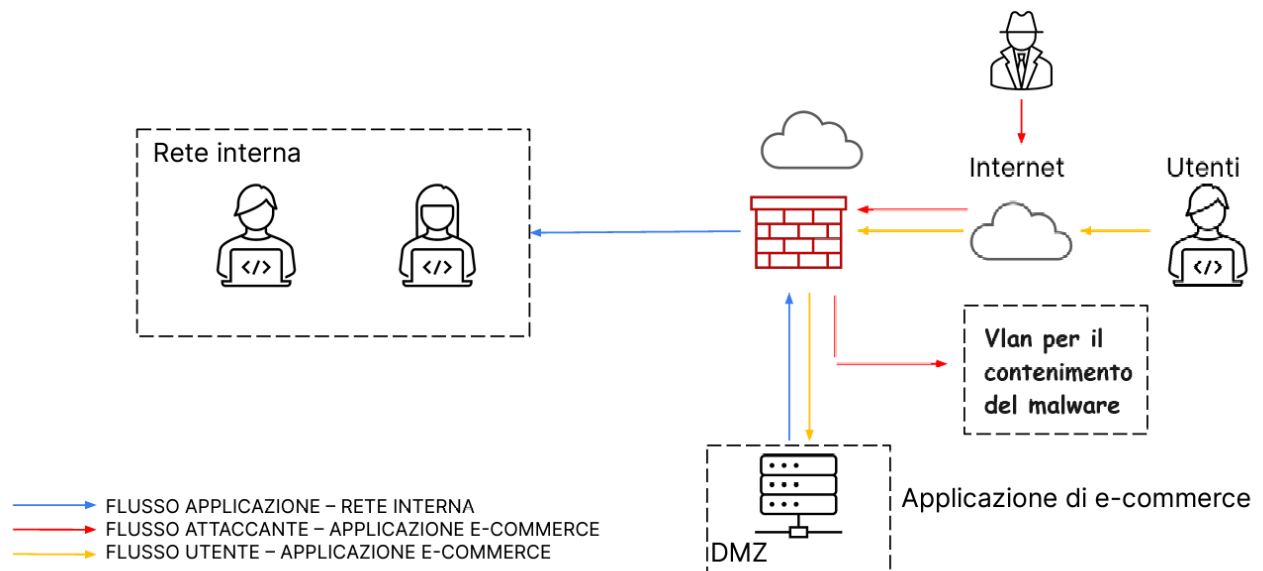 Rete interna
Internet
Utenti
Vlan per il
contenimento
del malware
Applicazione di e-commerce
DMZ
FLUSSO APPLICAZIONE – RETE INTERNA
FLUSSO ATTACCANTE – APPLICAZIONE E-COMMERCE
FLUSSO UTENTE – APPLICAZIONE E-COMMERCE